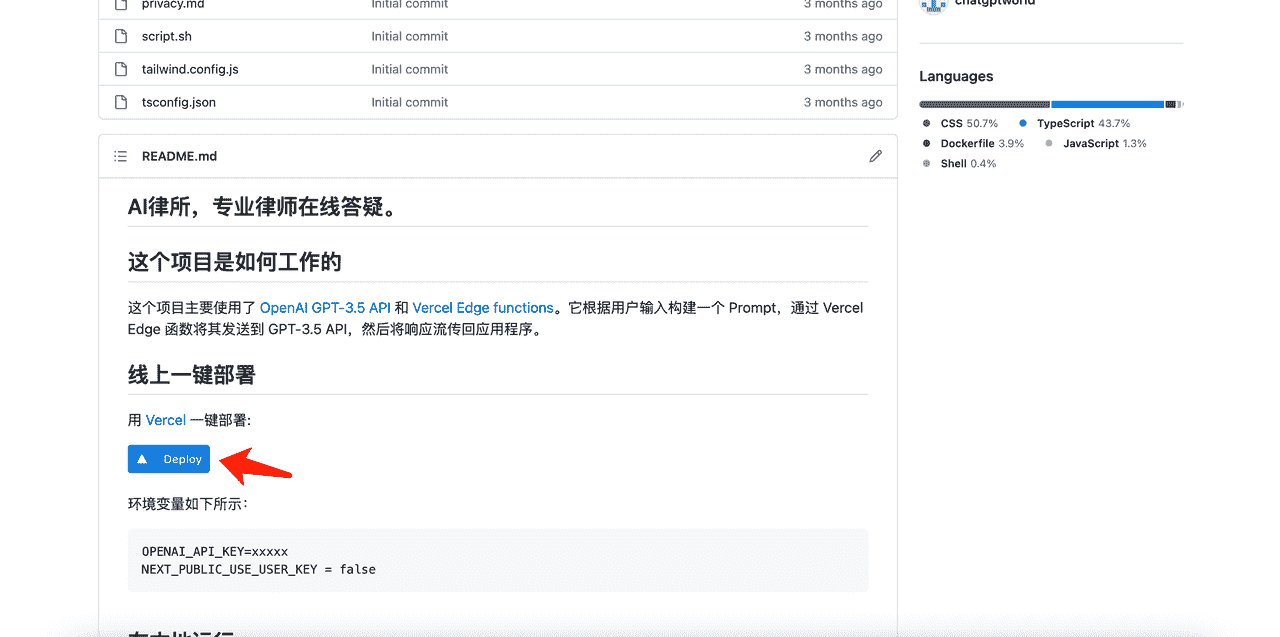 privacy.md Initial commit 3 months ago
script.sh Initial commit 3 months ago
tailwind.config.js Initial commit 3 months ago
tsconfig.json Initial commit 3 months ago
README.md
AI律所，专业律师在线答疑。
这个项目是如何工作的
这个项目主要使用了 OpenAI GPT-3.5 API 和 Vercel Edge functions。它根据用户输入构建一个 Prompt，通过 Vercel
Edge 函数将其发送到 GPT-3.5 API，然后将响应流传回应用程序。
线上一键部署
用 Vercel 一键部署:
Deploy
环境变量如下所示：
OPENAI_API_KEY=xxxxx
NEXT_PUBLIC_USE_USER_KEY = false
在本地运行
chatgptworld
Languages
CSS 50.7% TypeScript 43.7%
Dockerfile 3.9% JavaScript 1.3%
Shell 0.4%